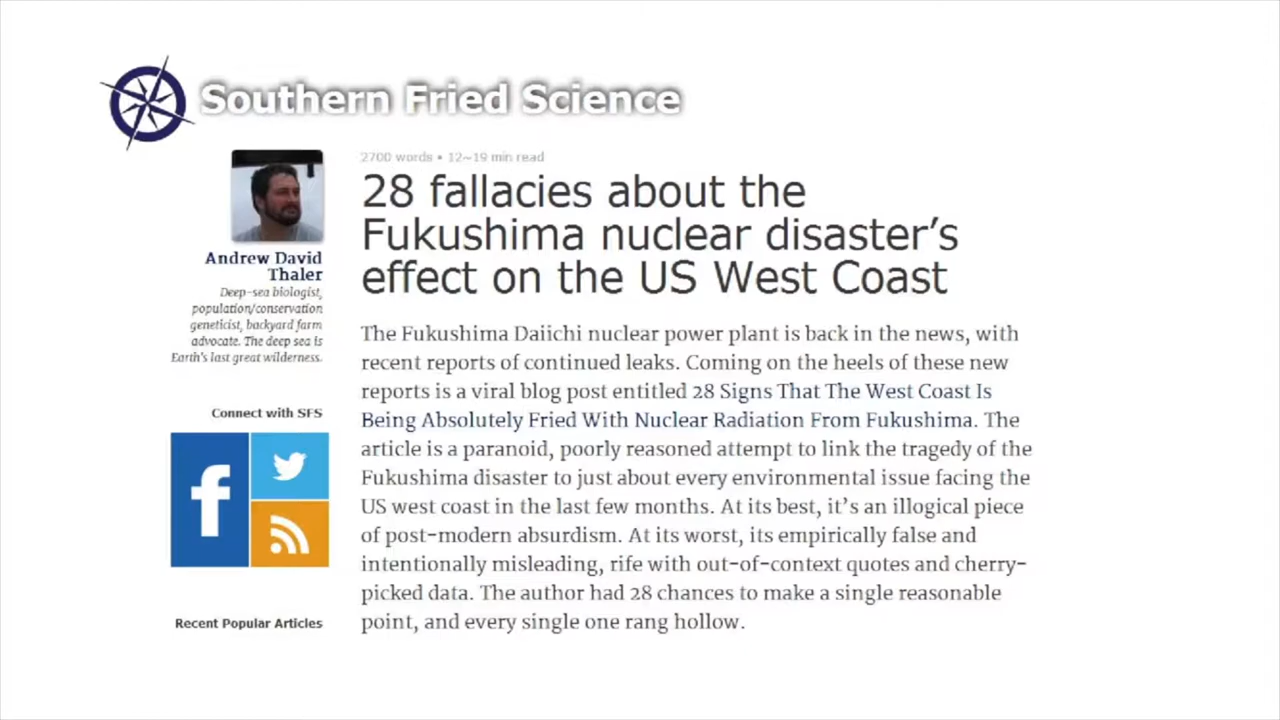 Southern Fried Science
Andrew David
Thaler
Deep-sea biologist,
population/conservation
geneticist, backyard farm
advocate. The deep sea is
Earth's last great wilderness.
Connect with SFS
Recent Popular Articles
2700 words • 12~19 min read
28 fallacies about the
Fukushima nuclear disaster’s
effect on the US West Coast
The Fukushima Daiichi nuclear power plant is back in the news, with
recent reports of continued leaks. Coming on the heels of these new
reports is a viral blog post entitled 28 Signs That The West Coast Is
Being Absolutely Fried With Nuclear Radiation From Fukushima. The
article is a paranoid, poorly reasoned attempt to link the tragedy of the
Fukushima disaster to just about every environmental issue facing the
US west coast in the last few months. At its best, it’s an illogical piece
of post-modern absurdism. At its worst, its empirically false and
intentionally misleading, rife with out-of-context quotes and cherry-
picked data. The author had 28 chances to make a single reasonable
point, and every single one rang hollow.